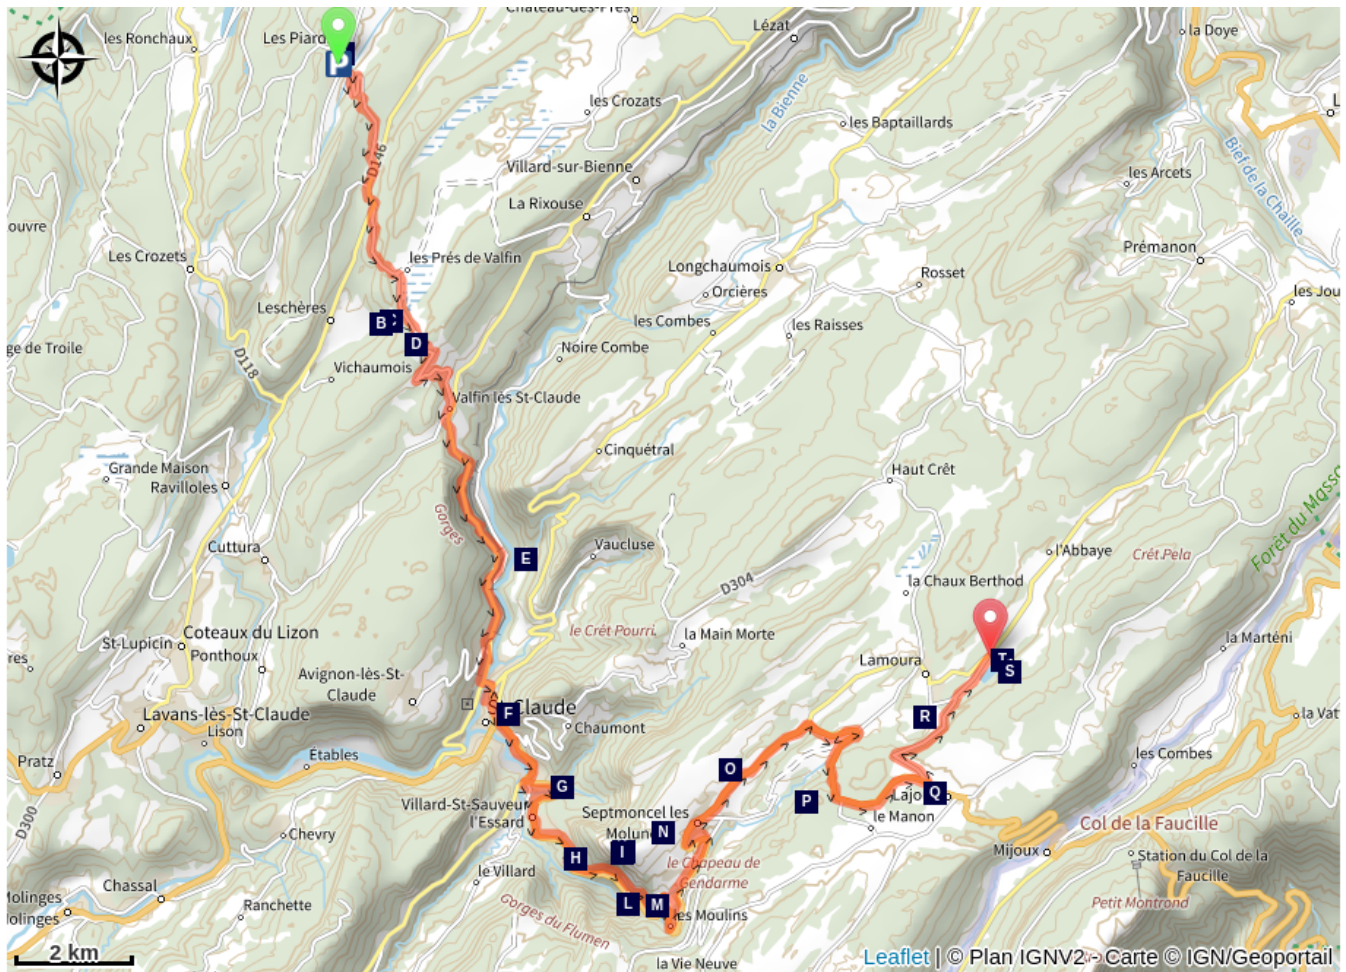 Château-des-Prés
les Ronchaux
Les Piards
Lézat
la Doye
P
les Crozats
la Bienne
les Baptaillards
Bief de la Chaille
D146
Villard-sur-Bienne
les Arcets
La Rixouse
ouvre
Les Crozets
les Prés de Valfin
Longchaumois
Rosset
Prémanon
Orcières
les Jou
Leschères
B
les Combes
les Raisses
D
ge de Troile
Noire Combe
D118
Vichaumois
Valfin lès St-Claude
Cinquétral
Grande Maison
Ravilloles
Haut Crêt
Gorges
Forêt du Masso
Cuttura
E
Vaucluse
l'Abbaye
Crêt Pela
D304
la Chaux Berthod
St-Lupicin
Coteaux du Lizon
Ponthoux
le Crêt Pourri
la Main Morte
la Marténi
res
Avignon-lès-St-
Claude
Lamoura
T
S
Lavans-lès-St-Claude
Lison
F
St-Claude
Chaumont
R
la Vat
Étables
les Combes
Pratz
O
G
Villard-St-Sauveur
l'Essard
Septmoncel les
Molunes
P
Lajoux
Q
le Manon
D300
Chevry
N
Col de la Faucille
H
I
le Chapeau de
Gendarme
Mijoux
Station du Col de la
Faucille
le Villard
Chassal
Molinges
molinges
Ranchette
L
M
les Moulins
Petit Montrond
Gorges du Flumen
la Vie Neuve
2 km
Leaflet | © Plan IGNV2 - Carte © IGN/Geoportail